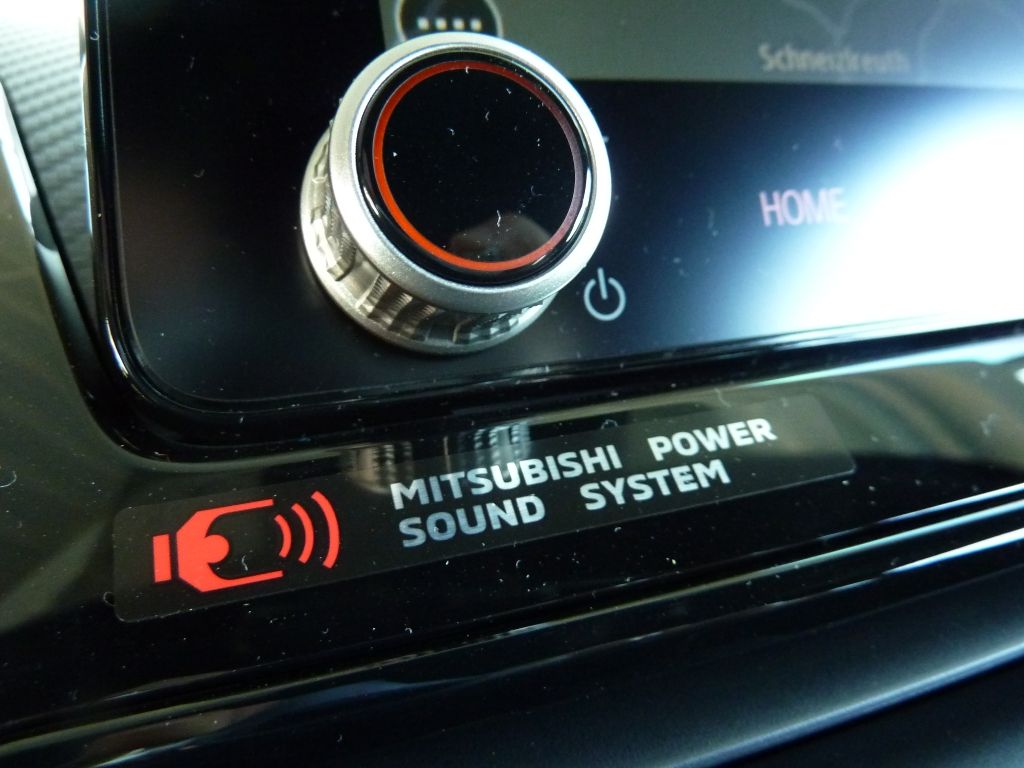 Schneizlreuth
HOME
MITSUBISHI POWER
SOUND SYSTEM